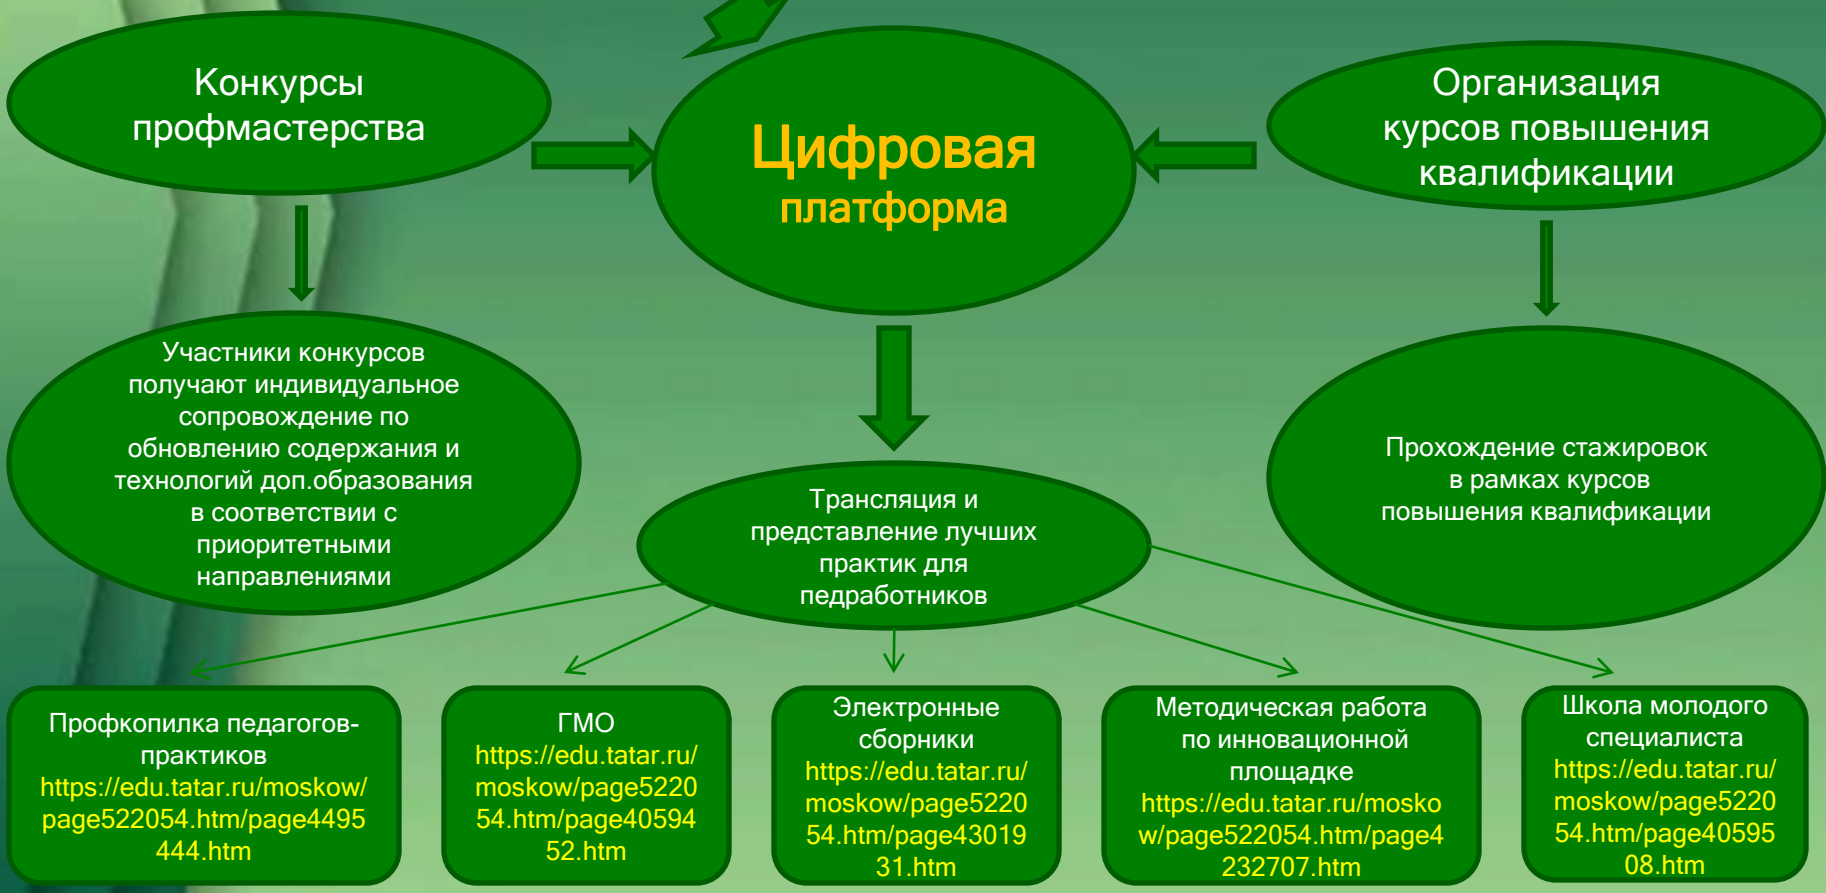 Конкурсы
профмастерства
Цифровая
платформа
Организация
курсов повышения
квалификации
Участники конкурсов
получают индивидуальное
сопровождение по
обновлению содержания и
технологий доп.образования
в соответствии с
приоритетными
направлениями
Трансляция и
представление лучших
практик для
педработников
Прохождение стажировок
в рамках курсов
повышения квалификации
Профкопилка педагогов-
практиков
https://edu.tatar.ru/moskow/
page522054.htm/page4495
444.htm
ГМО
https://edu.tatar.ru/
moskow/page5220
54.htm/page40594
52.htm
Электронные
сборники
https://edu.tatar.ru/
moskow/page5220
54.htm/page43019
31.htm
Методическая работа
по инновационной
площадке
https://edu.tatar.ru/mosko
w/page522054.htm/page4
232707.htm
Школа молодого
специалиста
https://edu.tatar.ru/
moskow/page5220
54.htm/page40595
08.htm